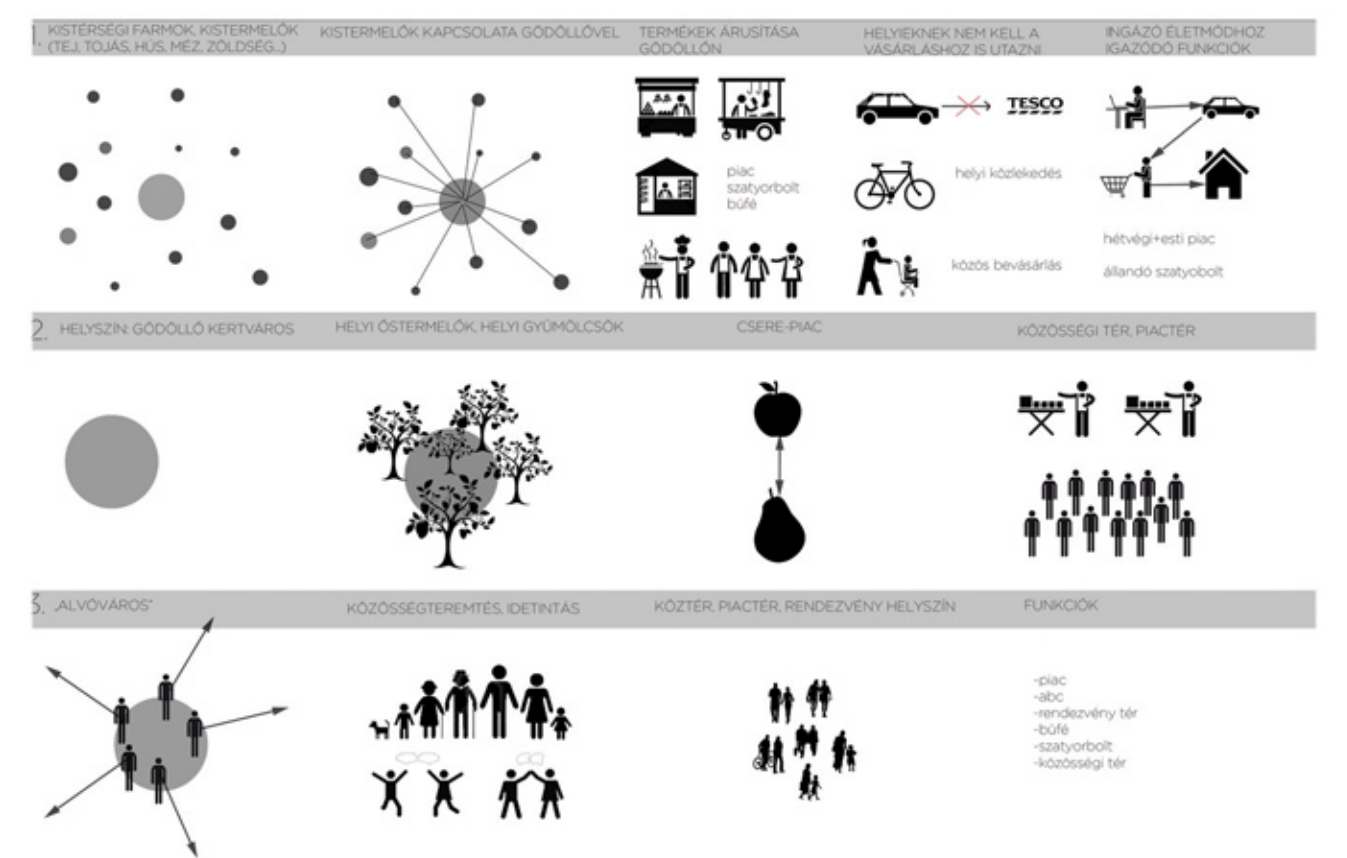 1. KISTÉRSÉGI FARMOK, KISTERMELŐK
(TEJ, TOJÁS, HÚS, MÉZ, ZÖLDSÉG...)
KISTERMELŐK KAPCSOLATA GÖDÖLLŐVEL
TERMÉKEK ÁRUSÍTÁSA
GÖDÖLLŐN
HELYIEKNEK NEM KELL A
VÁSÁRLÁSHOZ IS UTAZNI
INGÁZÓ ÉLETMÓDHOZ
IGAZODÓ FUNKCIÓK
TESCO
piac
szatyorbolt
büfé
helyi közlekedés
közös bevásárlás
hétvégi+esti piac
állandó szatyobolt
2. HELYSZÍN: GÖDÖLLŐ KERTVÁROS
HELYI ŐSTERMELŐK, HELYI GYÜMÖLCSÖK
CSERE-PIAC
KÖZÖSSÉGI TÉR, PIACTÉR
3. „ALVÓVÁROS"
KÖZÖSSÉGTEREMTÉS, IDETINTÁS
KÖZTÉR, PIACTÉR, RENDEZVÉNY HELYSZÍN
FUNKCIÓK
-piac
-abc
-rendezvény tér
-büfé
-szatyorbolt
-közösségi tér